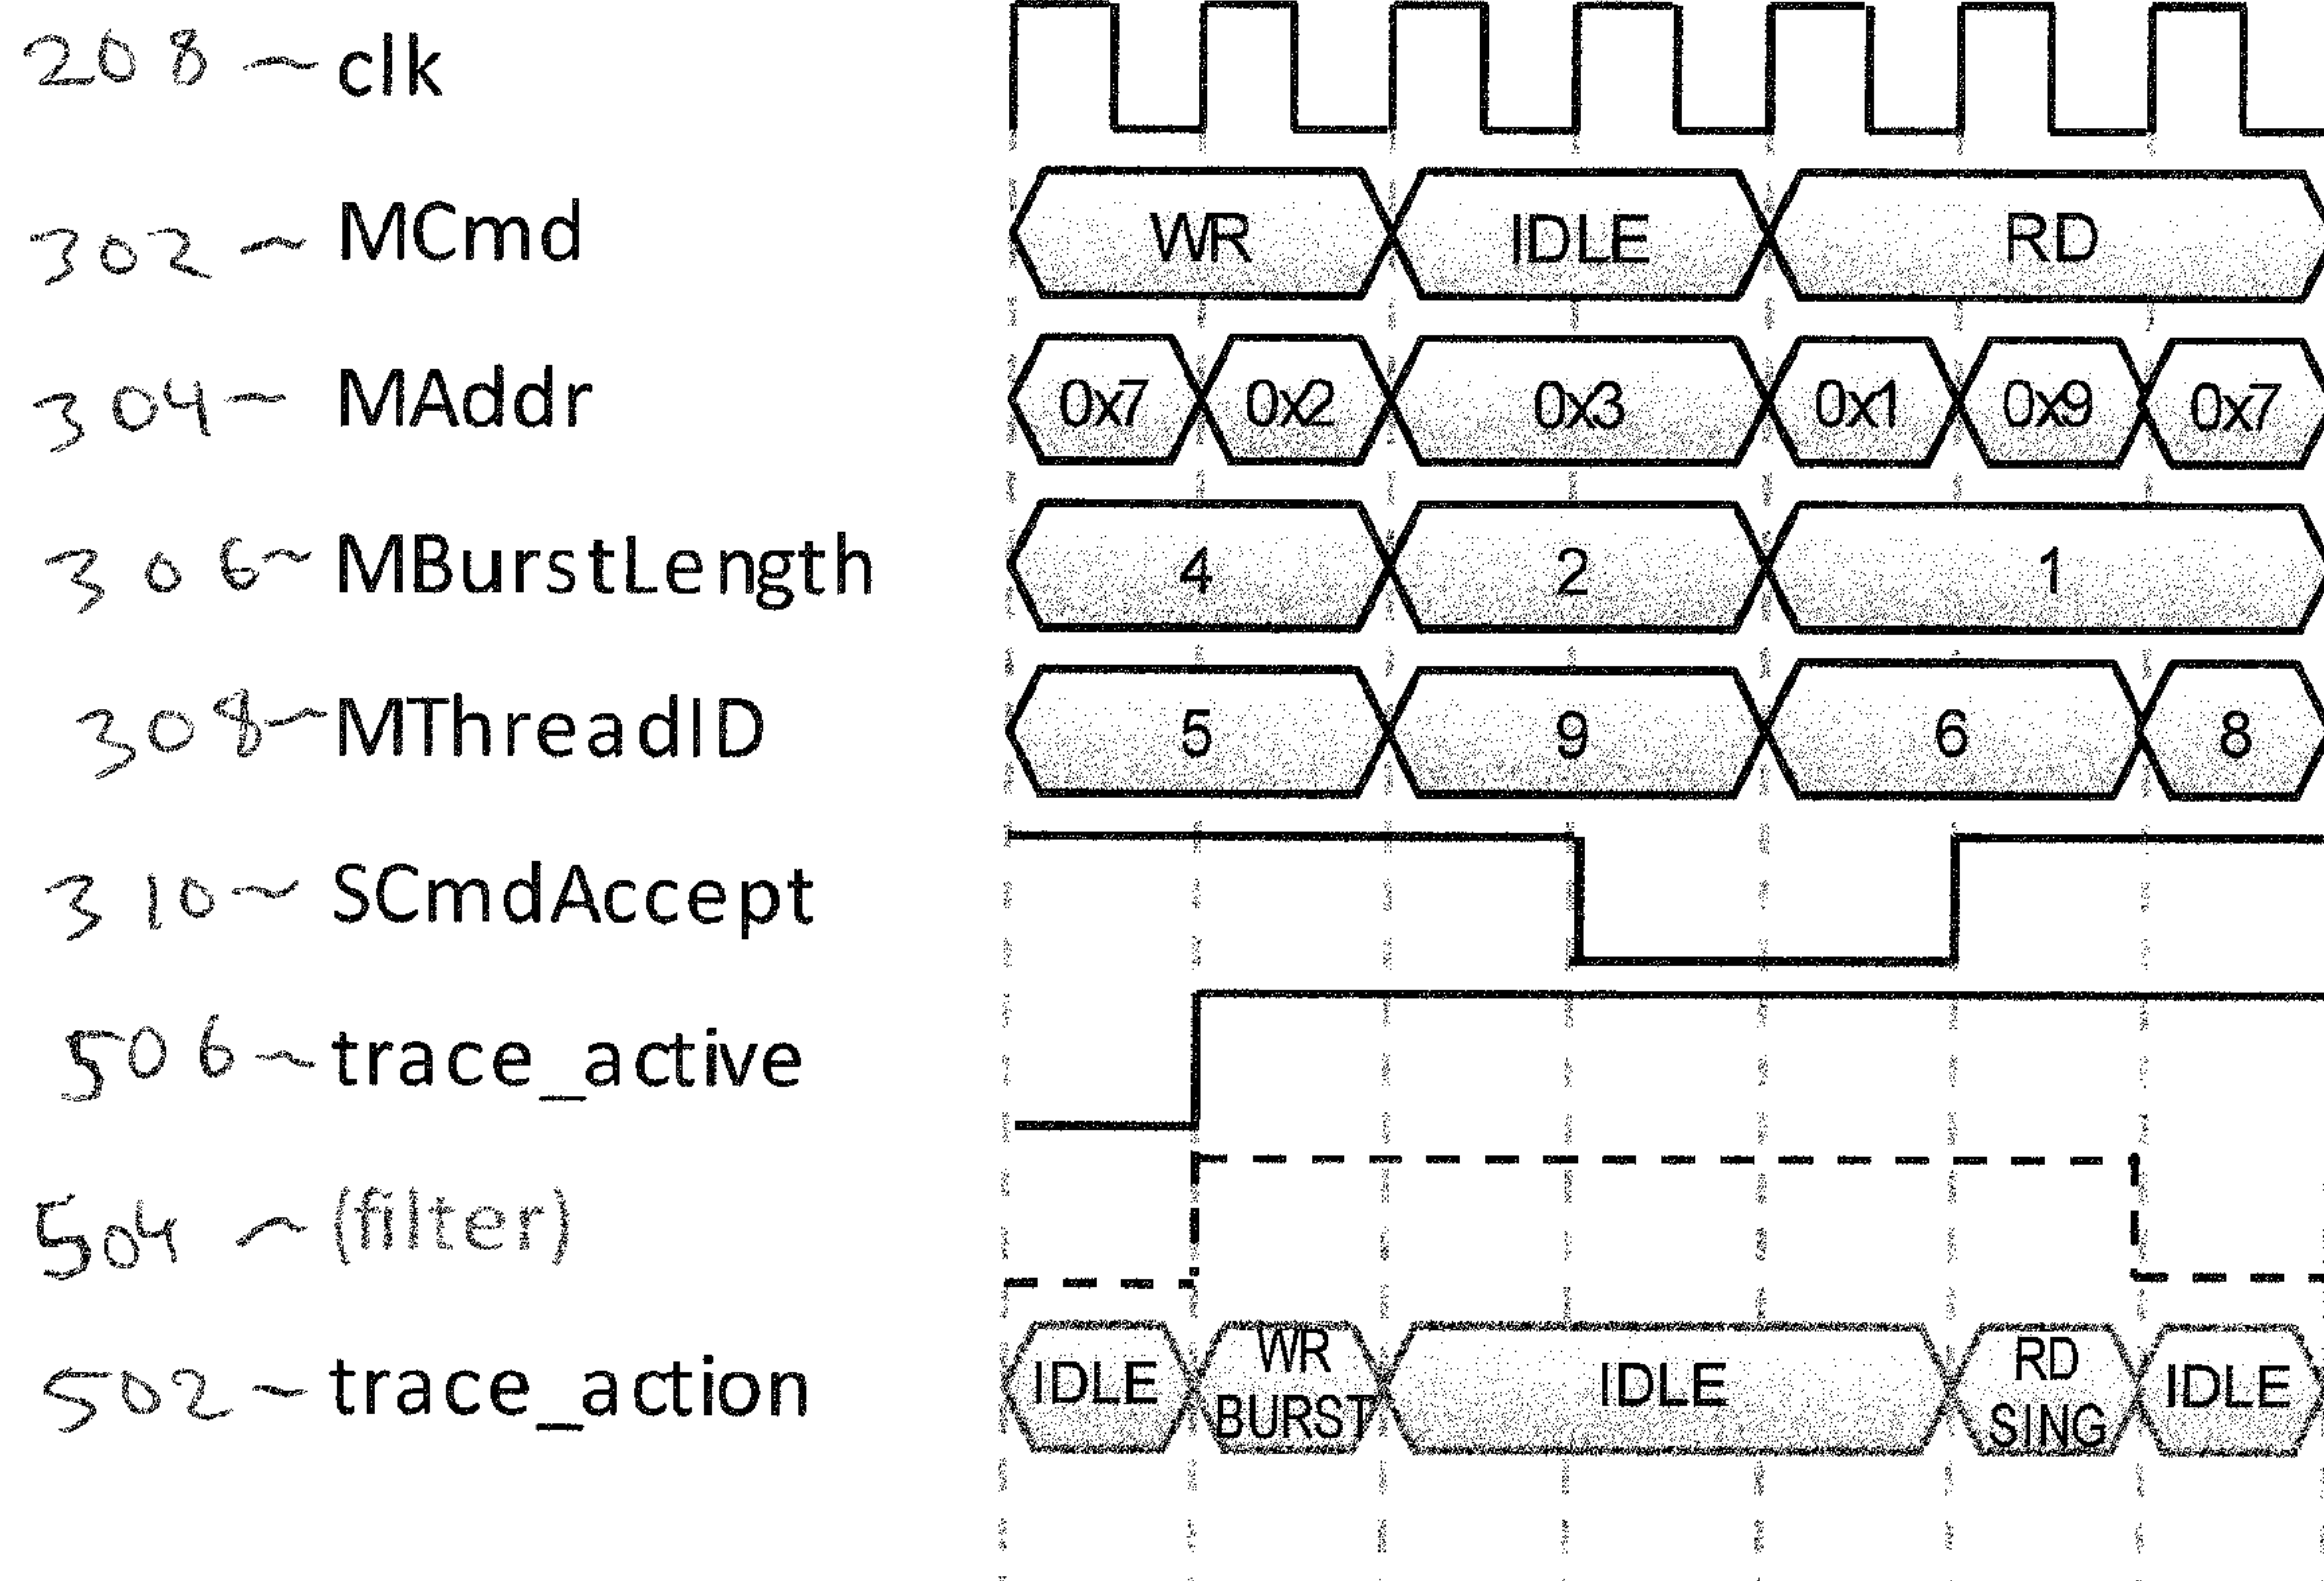 208 ~ clk
302 ~ MCmd WR IDLE RD
304 ~ MAddr 0x7 0x2 0x3 0x1 0x9 0x7
306 ~ MBurstLength 4 2 1
308 ~ MThreadID 5 9 6 8
310 ~ SCmdAccept
506 ~ trace_active
504 ~ (filter)
502 ~ trace_action IDLE WR BURST IDLE RD SING IDLE